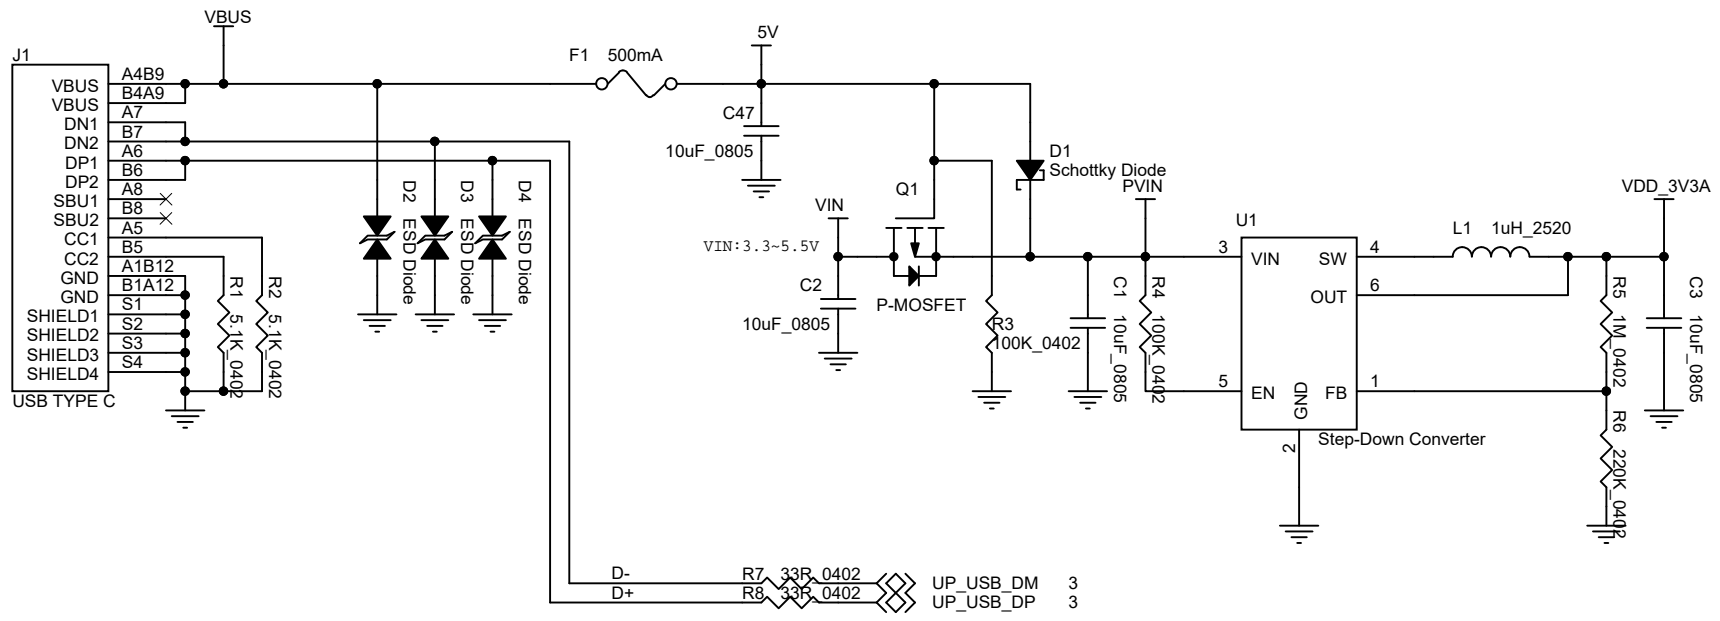 VBUS
J1
VBUS A4B9
VBUS B4A9
DN1 A7
DN2 B7
DP1 A6
DP2 B6
SBU1 A8
SBU2 B8
CC1 A5
CC2 B5
GND A1B12
GND B1A12
SHIELD1 S1
SHIELD2 S2
SHIELD3 S3
SHIELD4 S4
USB TYPE C
R1 5.1K_0402
R2 5.1K_0402
D2 ESD Diode
D3 ESD Diode
D4 ESD Diode
F1 500mA
5V
C47
10uF_0805
D1
Schottky Diode
Q1
P-MOSFET
VIN
VIN:3.3~5.5V
C2
10uF_0805
R3
100K_0402
PVIN
C1 10uF_0805
R4 100K_0402
U1
3 VIN
5 EN
GND
2
SW 4
OUT 6
FB 1
Step-Down Converter
L1 1uH_2520
VDD_3V3A
R5 1M_0402
R6 220K_0402
C3 10uF_0805
D- R7 33R_0402 UP_USB_DM 3
D+ R8 33R_0402 UP_USB_DP 3